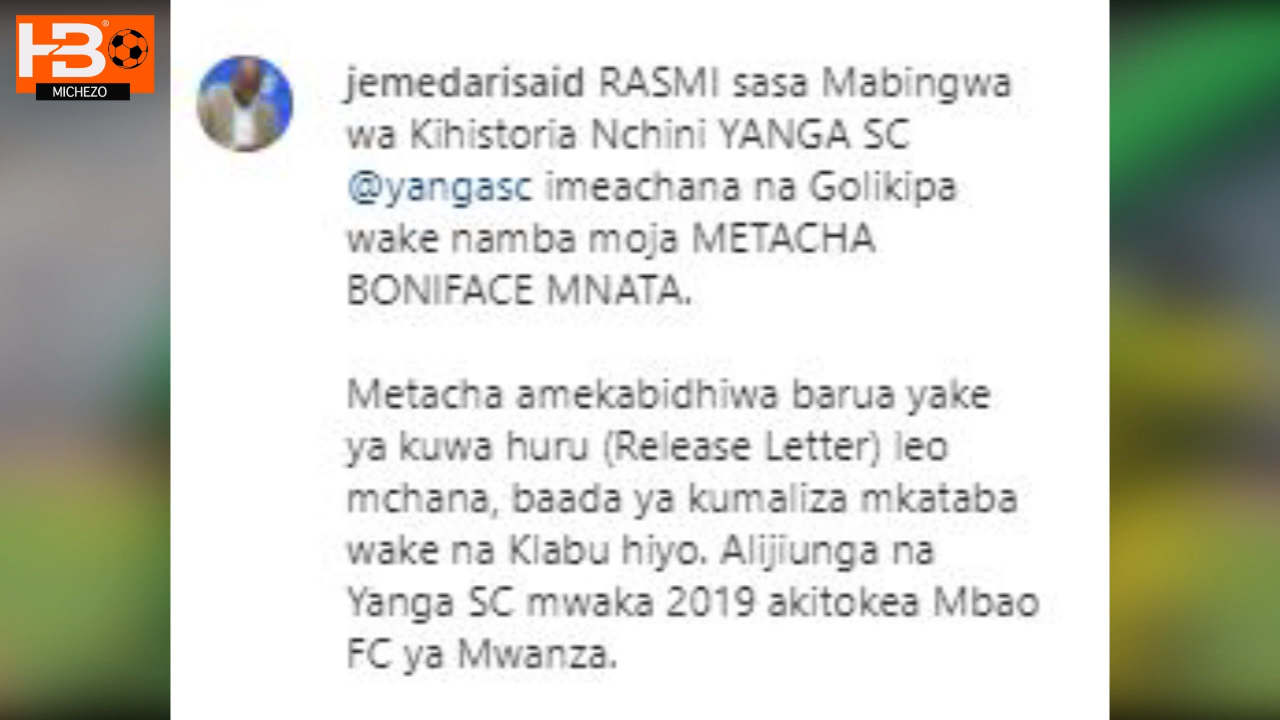 HBO
MICHEZO
jemedarisaid RASMI sasa Mabingwa
wa Kihistoria Nchini YANGA SC
@yangasc imeachana na Golikipa
wake namba moja METACHA
BONIFACE MNATA.
Metacha amekabidhiwa barua yake
ya kuwa huru (Release Letter) leo
mchana, baada ya kumaliza mkataba
wake na Klabu hiyo. Alijiunga na
Yanga SC mwaka 2019 akitokea Mbao
FC ya Mwanza.